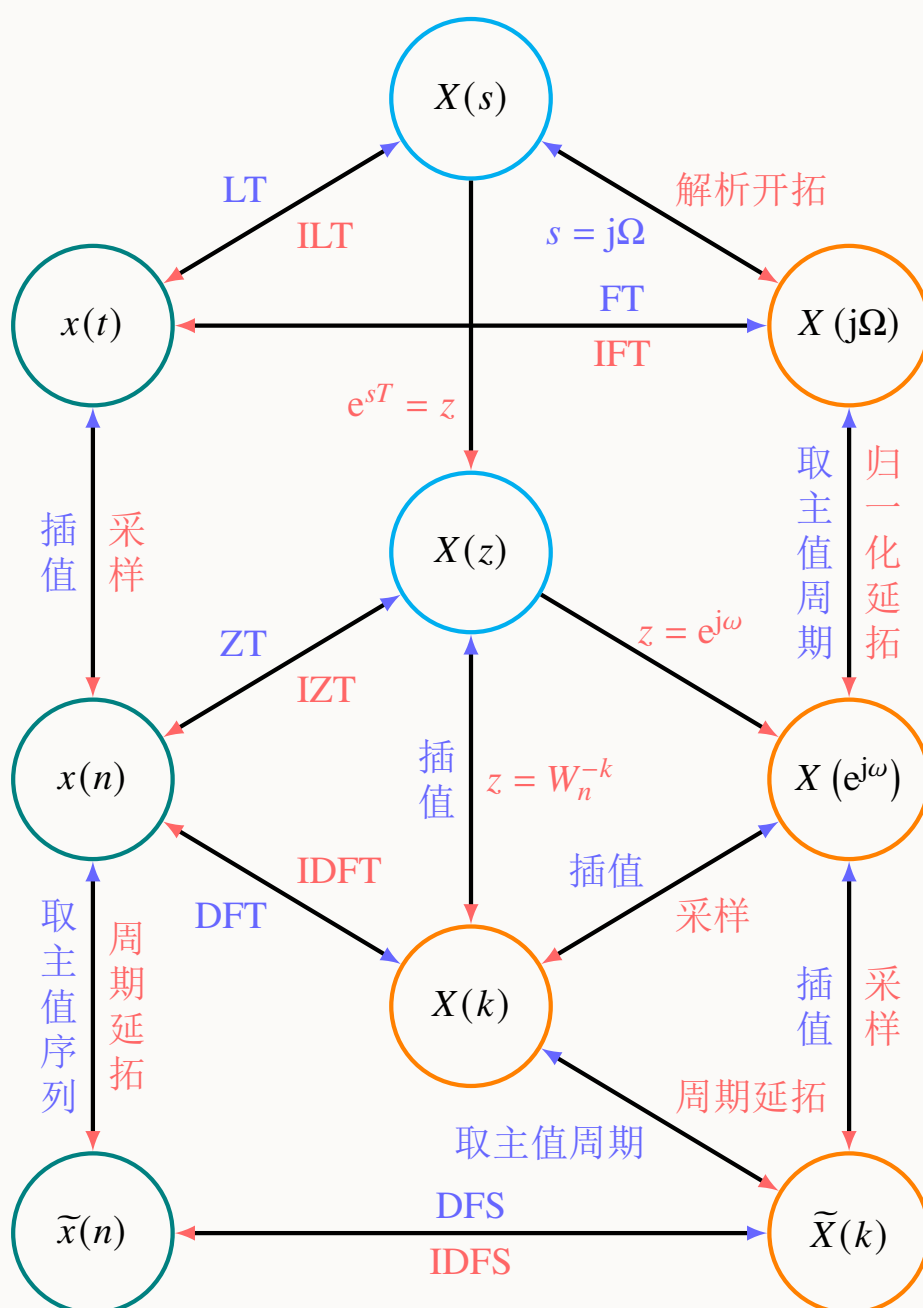 X(s)
LT
解析开拓
ILT
s = jΩ
x(t)
FT
X (jΩ)
IFT
e^{sT} = z
取主值周期
归一化延拓
插值
采样
X(z)
ZT
z = e^{jω}
IZT
插值
z = W_n^{-k}
x(n)
X (e^{jω})
IDFT
插值
DFT
采样
取主值序列
周期延拓
X(k)
插值
采样
周期延拓
取主值周期
x̃(n)
DFS
X̃(k)
IDFS